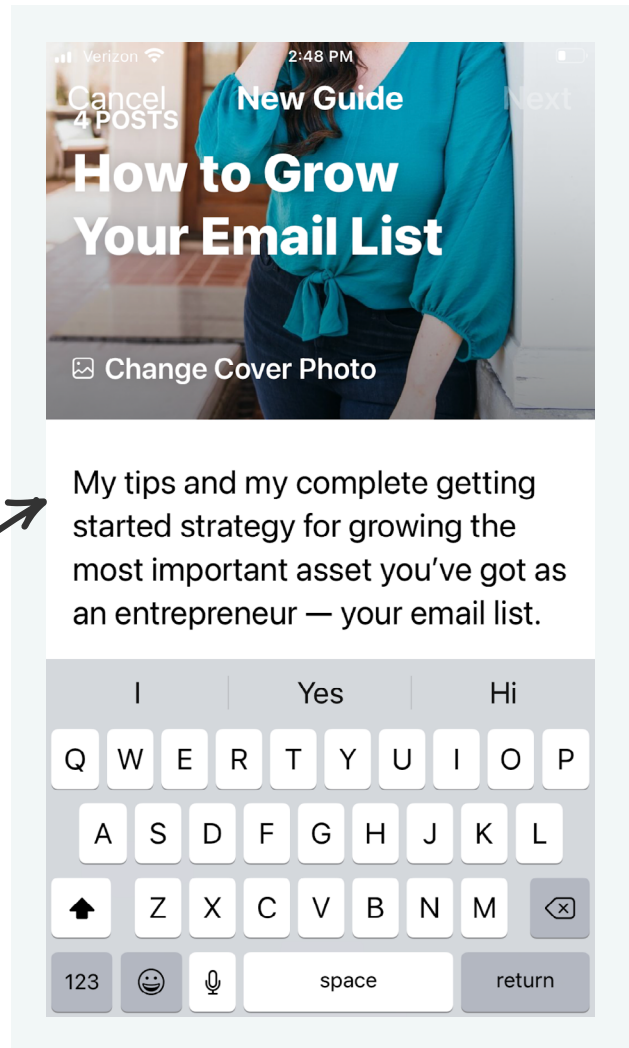 Verizon 2:48 PM
Cancel New Guide Next
4 POSTS
How to Grow
Your Email List
Change Cover Photo
My tips and my complete getting
started strategy for growing the
most important asset you’ve got as
an entrepreneur — your email list.
I Yes Hi
Q W E R T Y U I O P
A S D F G H J K L
Z X C V B N M
123 space return